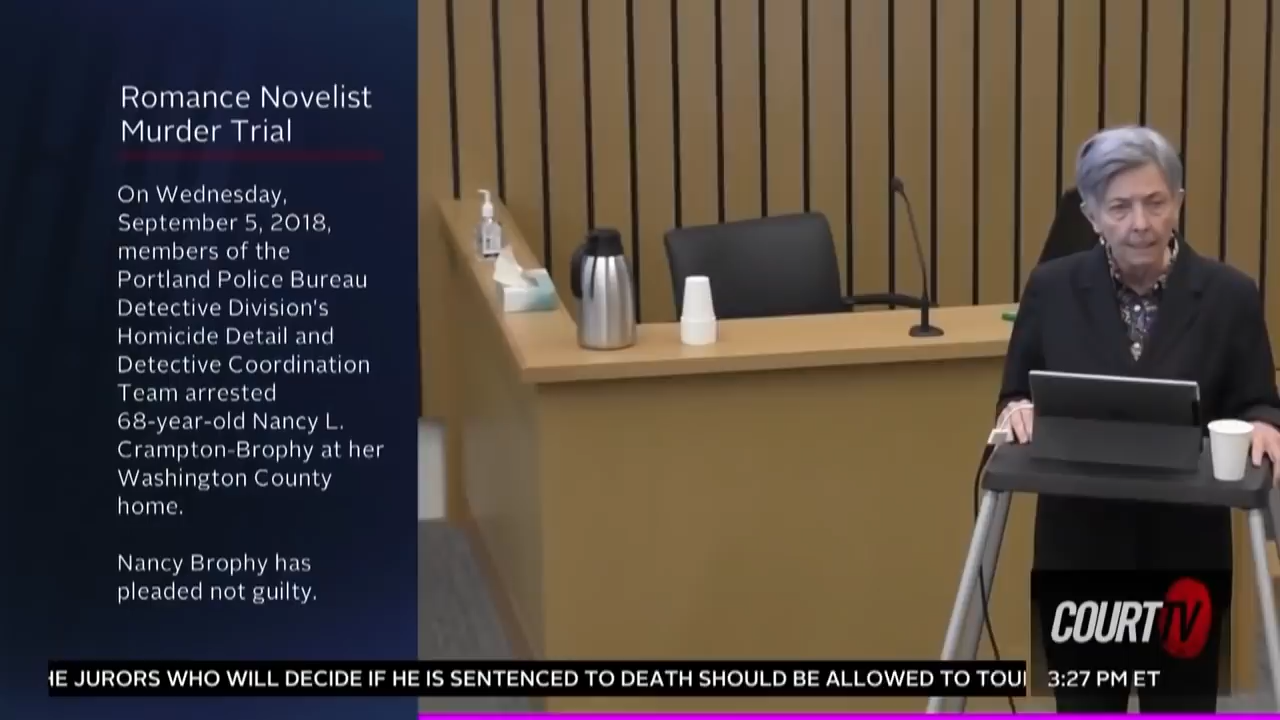 Romance Novelist
Murder Trial
On Wednesday,
September 5, 2018,
members of the
Portland Police Bureau
Detective Division's
Homicide Detail and
Detective Coordination
Team arrested
68-year-old Nancy L.
Crampton-Brophy at her
Washington County
home.
Nancy Brophy has
pleaded not guilty.
COURT TV
JURORS WHO WILL DECIDE IF HE IS SENTENCED TO DEATH SHOULD BE ALLOWED TO
3:27 PM ET